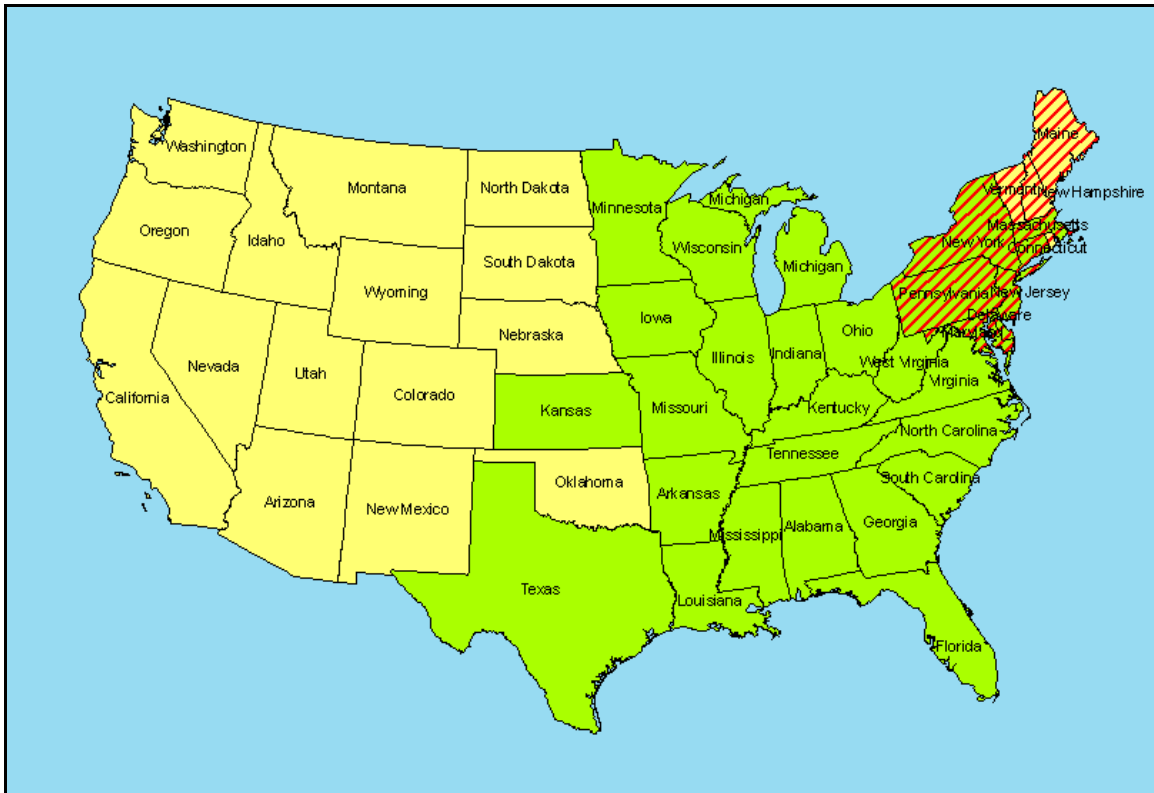 Maine
Washington
Montana
North Dakota
Minnesota
Michigan
Vermont
New Hampshire
Oregon
Idaho
Massachusetts
Wisconsin
New York
Connecticut
South Dakota
Michigan
Wyoming
Pennsylvania
New Jersey
Iowa
Delaware
Nebraska
Ohio
Maryland
Nevada
Utah
Illinois
Indiana
West Virginia
Colorado
Virginia
California
Kansas
Missouri
Kentucky
North Carolina
Tennessee
South Carolina
Oklahoma
Arkansas
Arizona
New Mexico
Georgia
Mississippi
Alabama
Texas
Louisiana
Florida